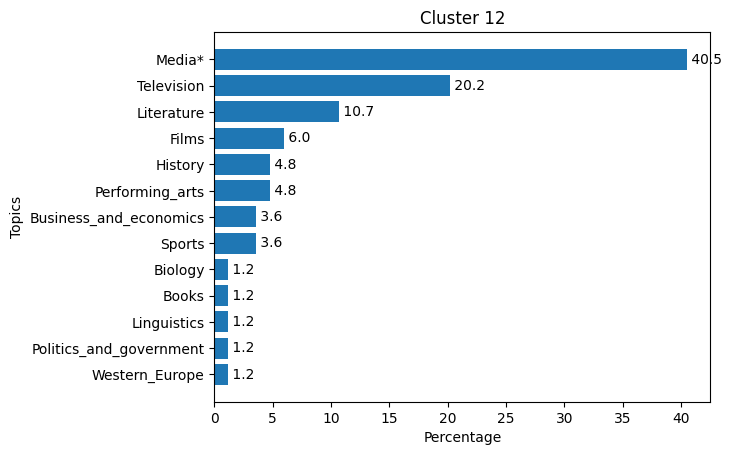 Cluster 12
Media* 40.5
Television 20.2
Literature 10.7
Films 6.0
History 4.8
Performing_arts 4.8
Business_and_economics 3.6
Sports 3.6
Biology 1.2
Books 1.2
Linguistics 1.2
Politics_and_government 1.2
Western_Europe 1.2
Topics
0 5 10 15 20 25 30 35 40
Percentage